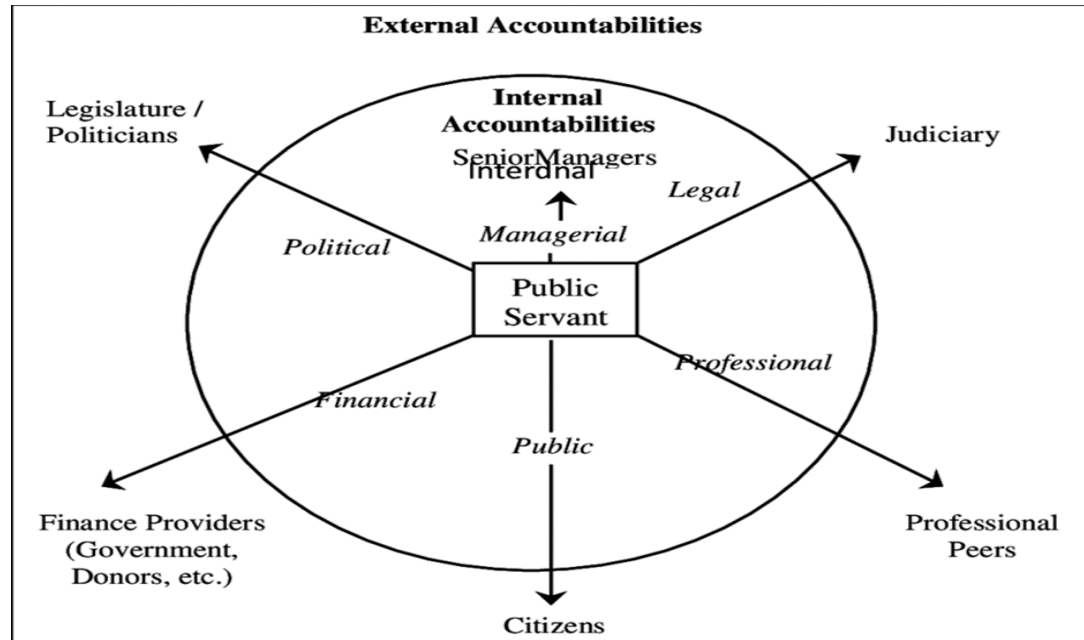 External Accountabilities
Internal
Accountabilities
SeniorManagers
Interdnal
Legislature /
Politicians
Judiciary
Legal
Managerial
Political
Public
Servant
Professional
Financial
Public
Finance Providers
(Government,
Donors, etc.)
Professional
Peers
Citizens